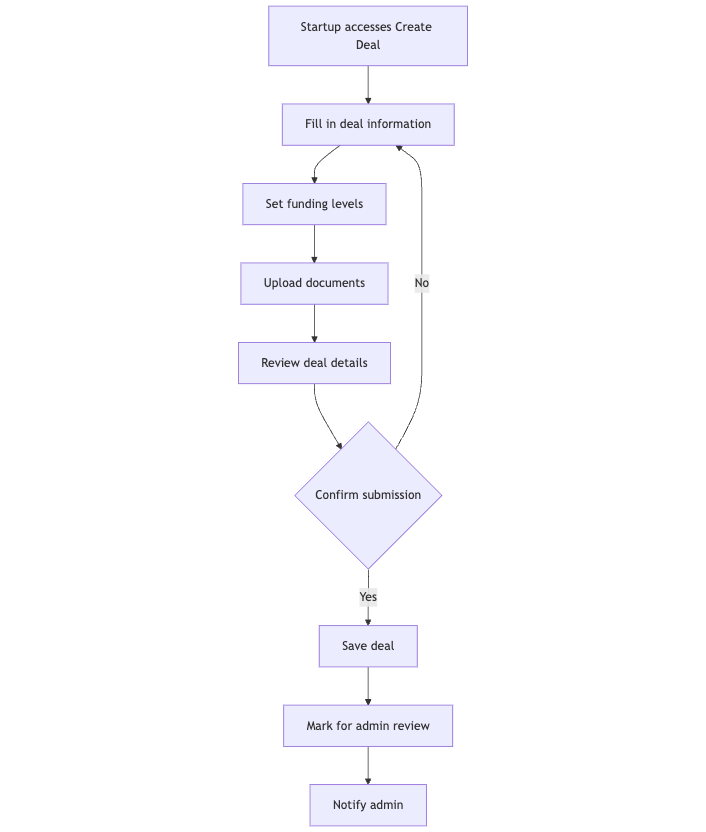 Startup accesses Create
Deal
Fill in deal information
Set funding levels
Upload documents
No
Review deal details
Confirm submission
Yes
Save deal
Mark for admin review
Notify admin